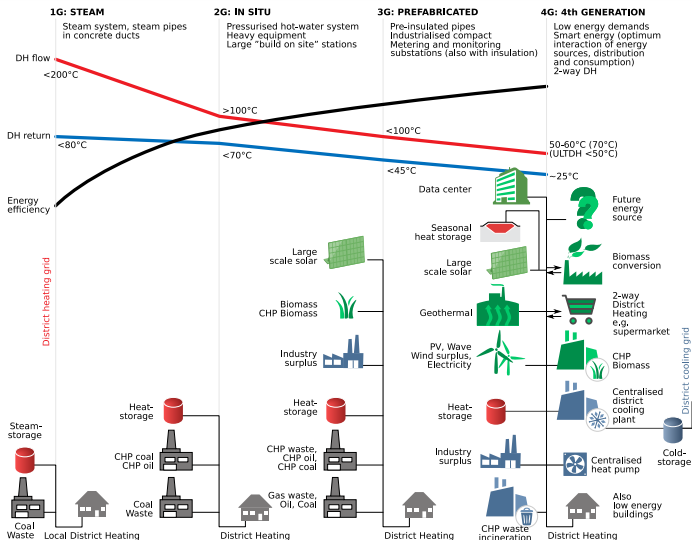 1G: STEAM
Steam system, steam pipes
in concrete ducts
2G: IN SITU
Pressurised hot-water system
Heavy equipment
Large “build on site” stations
3G: PREFABRICATED
Pre-insulated pipes
Industrialised compact
Metering and monitoring
substations (also with insulation)
4G: 4th GENERATION
Low energy demands
Smart energy (optimum
interaction of energy
sources, distribution
and consumption)
2-way DH
DH flow
<200°C
>100°C
<100°C
50-60°C (70°C)
(ULTDH <50°C)
DH return
<80°C
<70°C
<45°C
~25°C
Energy
efficiency
District heating grid
Steam-
storage
Coal
Waste
Local District Heating
Heat-
storage
CHP coal
CHP oil
Coal
Waste
District Heating
Large
scale solar
Biomass
CHP Biomass
Industry
surplus
Heat-
storage
CHP waste,
CHP oil,
CHP coal
Gas waste,
Oil, Coal
District Heating
Data center
Seasonal
heat storage
Large
scale solar
Geothermal
PV, Wave
Wind surplus,
Electricity
Heat-
storage
Industry
surplus
CHP waste
incineration
District Heating
Future
energy
source
Biomass
conversion
2-way
District
Heating
e.g.
supermarket
CHP
Biomass
Centralised
district
cooling
plant
District cooling grid
Cold-
storage
Centralised
heat pump
Also
low energy
buildings